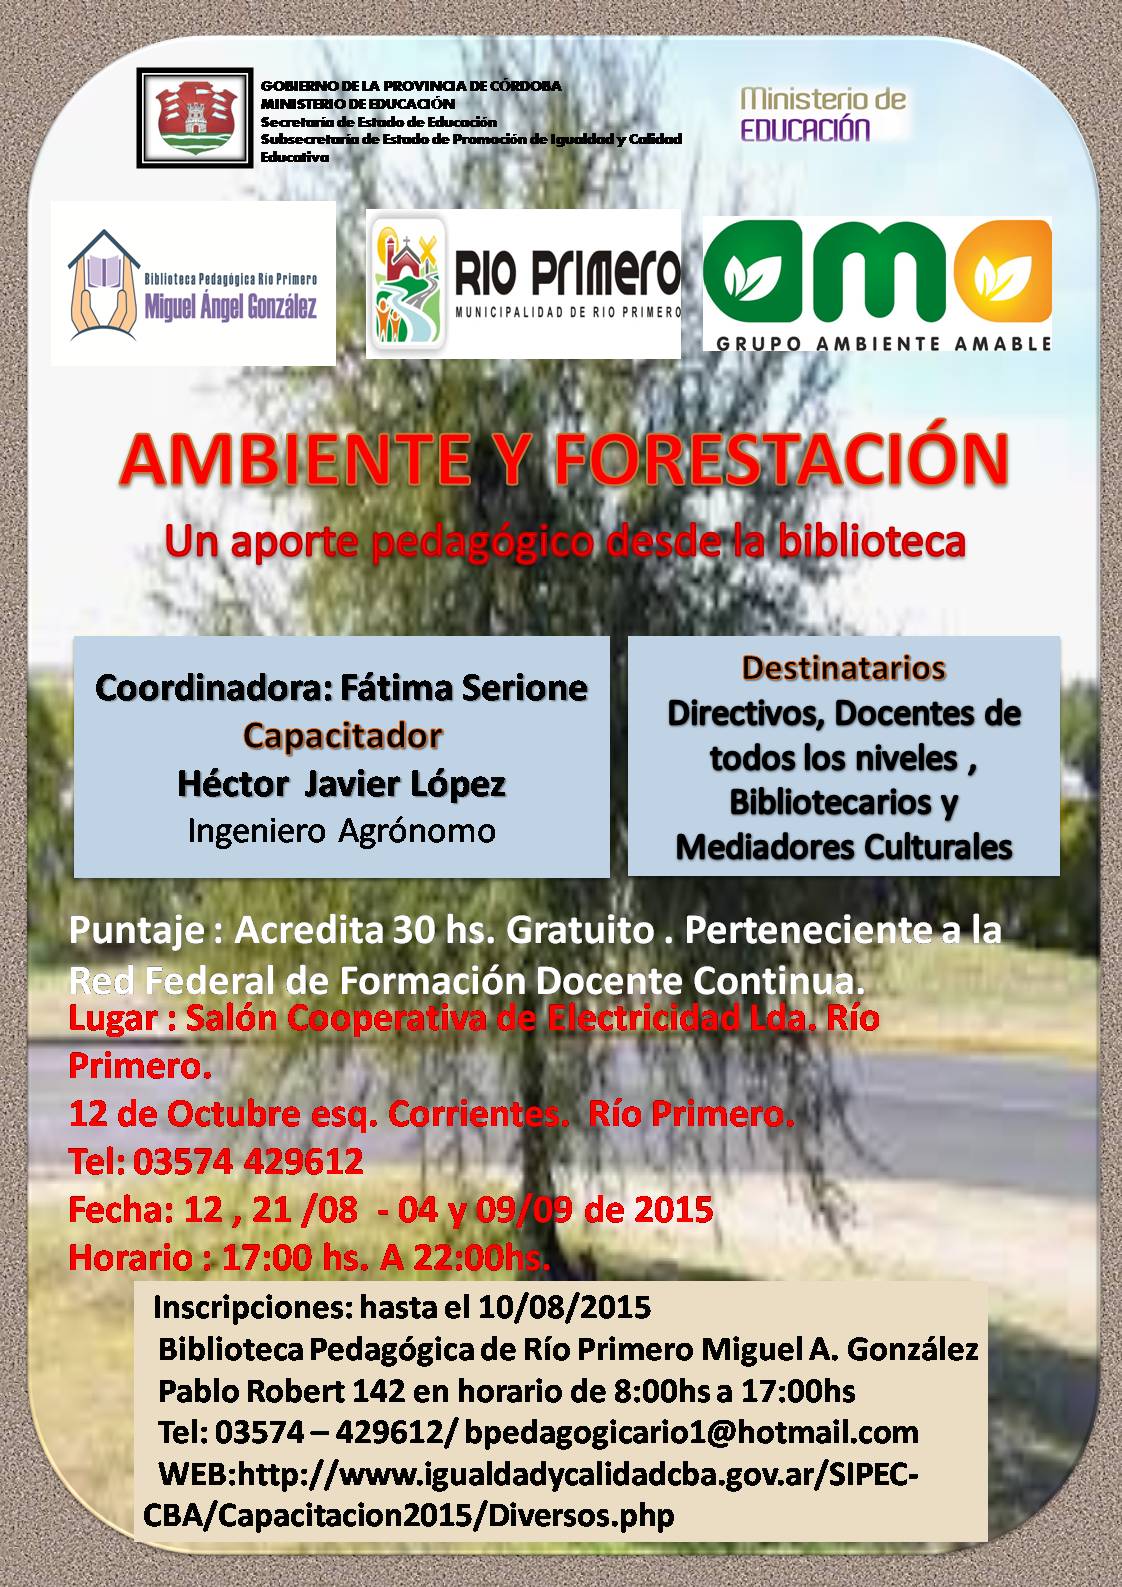 GOBIERNO DE LA PROVINCIA DE CÓRDOBA
MINISTERIO DE EDUCACIÓN
Secretaría de Estado de Educación
Subsecretaría de Estado de Promoción de Igualdad y Calidad
Educativa
Ministerio de
EDUCACIÓN
Biblioteca Pedagógica Río Primero
Miguel Ángel González
RIO PRIMERO
MUNICIPALIDAD DE RIO PRIMERO
ama
GRUPO AMBIENTE AMABLE
AMBIENTE Y FORESTACIÓN
Un aporte pedagógico desde la biblioteca
Coordinadora: Fátima Serione
Capacitador
Héctor Javier López
Ingeniero Agrónomo
Destinatarios
Directivos, Docentes de
todos los niveles ,
Bibliotecarios y
Mediadores Culturales
Puntaje : Acredita 30 hs. Gratuito . Perteneciente a la
Red Federal de Formación Docente Continua.
Lugar : Salón Cooperativa de Electricidad Lda. Río
Primero.
12 de Octubre esq. Corrientes. Río Primero.
Tel: 03574 429612
Fecha: 12 , 21 /08 - 04 y 09/09 de 2015
Horario : 17:00 hs. A 22:00hs.
Inscripciones: hasta el 10/08/2015
Biblioteca Pedagógica de Río Primero Miguel A. González
Pablo Robert 142 en horario de 8:00hs a 17:00hs
Tel: 03574 – 429612/ bpedagogicario1@hotmail.com
WEB:http://www.igualdadycalidadcba.gov.ar/SIPEC-
CBA/Capacitacion2015/Diversos.php